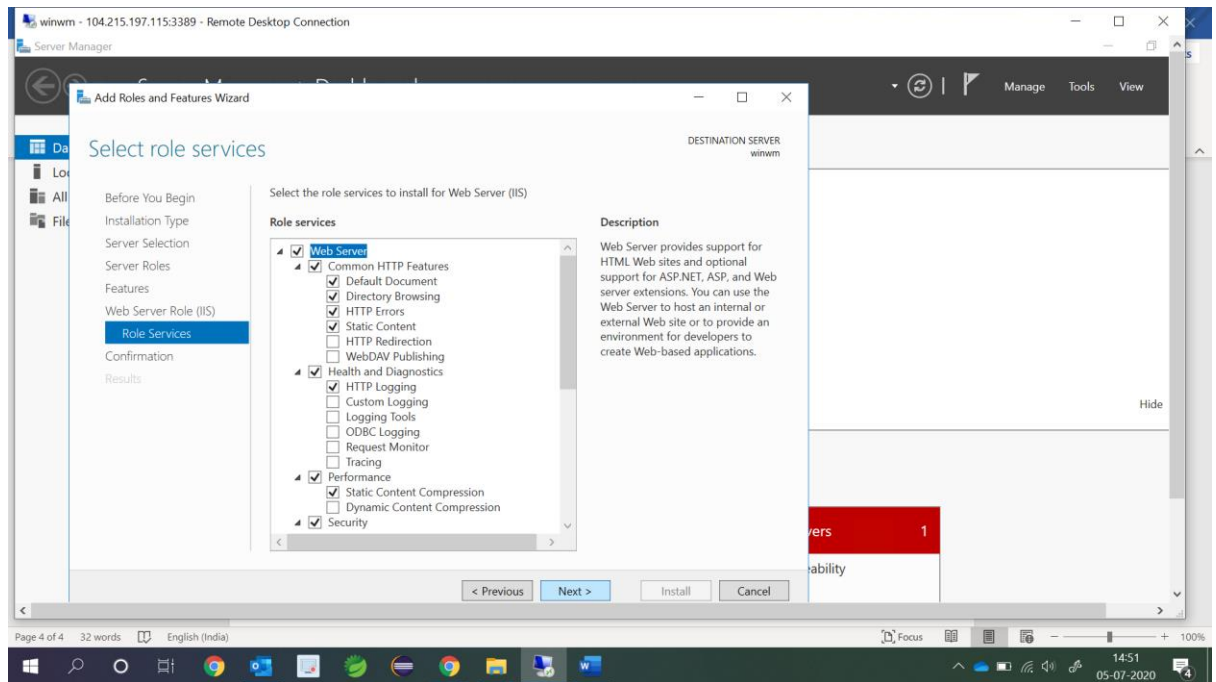 winwm - 104.215.197.115:3389 - Remote Desktop Connection
Server Manager
Manage Tools View
Add Roles and Features Wizard
Select role services
DESTINATION SERVER
winwm
Da
Loc
All
File
Before You Begin
Installation Type
Server Selection
Server Roles
Features
Web Server Role (IIS)
Role Services
Confirmation
Results
Select the role services to install for Web Server (IIS)
Role services
Web Server
Common HTTP Features
Default Document
Directory Browsing
HTTP Errors
Static Content
HTTP Redirection
WebDAV Publishing
Health and Diagnostics
HTTP Logging
Custom Logging
Logging Tools
ODBC Logging
Request Monitor
Tracing
Performance
Static Content Compression
Dynamic Content Compression
Security
Description
Web Server provides support for
HTML Web sites and optional
support for ASP.NET, ASP, and Web
server extensions. You can use the
Web Server to host an internal or
external Web site or to provide an
environment for developers to
create Web-based applications.
< Previous Next > Install Cancel
Hide
vers 1
eability
Page 4 of 4 32 words English (India)
Focus 100%
14:51
05-07-2020
4